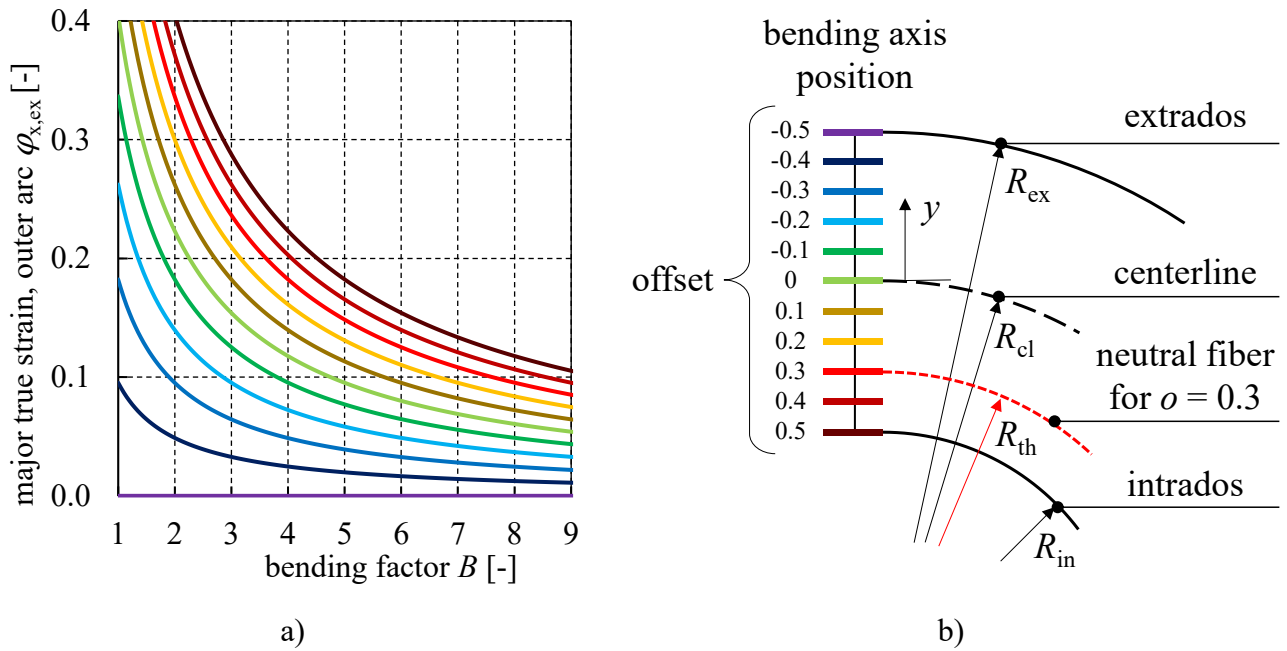 major true strain, outer arc φx,ex [-]
0.4
0.3
0.2
0.1
0.0
1 2 3 4 5 6 7 8 9
bending factor B [-]
a)
bending axis
position
offset
-0.5
-0.4
-0.3
-0.2
-0.1
0
0.1
0.2
0.3
0.4
0.5
y
Rex
Rcl
Rth
Rin
extrados
centerline
neutral fiber
for o = 0.3
intrados
b)